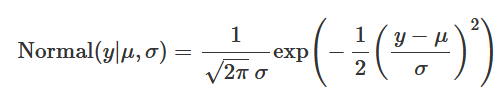 Normal(y|μ, σ) = 1/(√2π σ) exp(−1/2((y − μ)/σ)²)